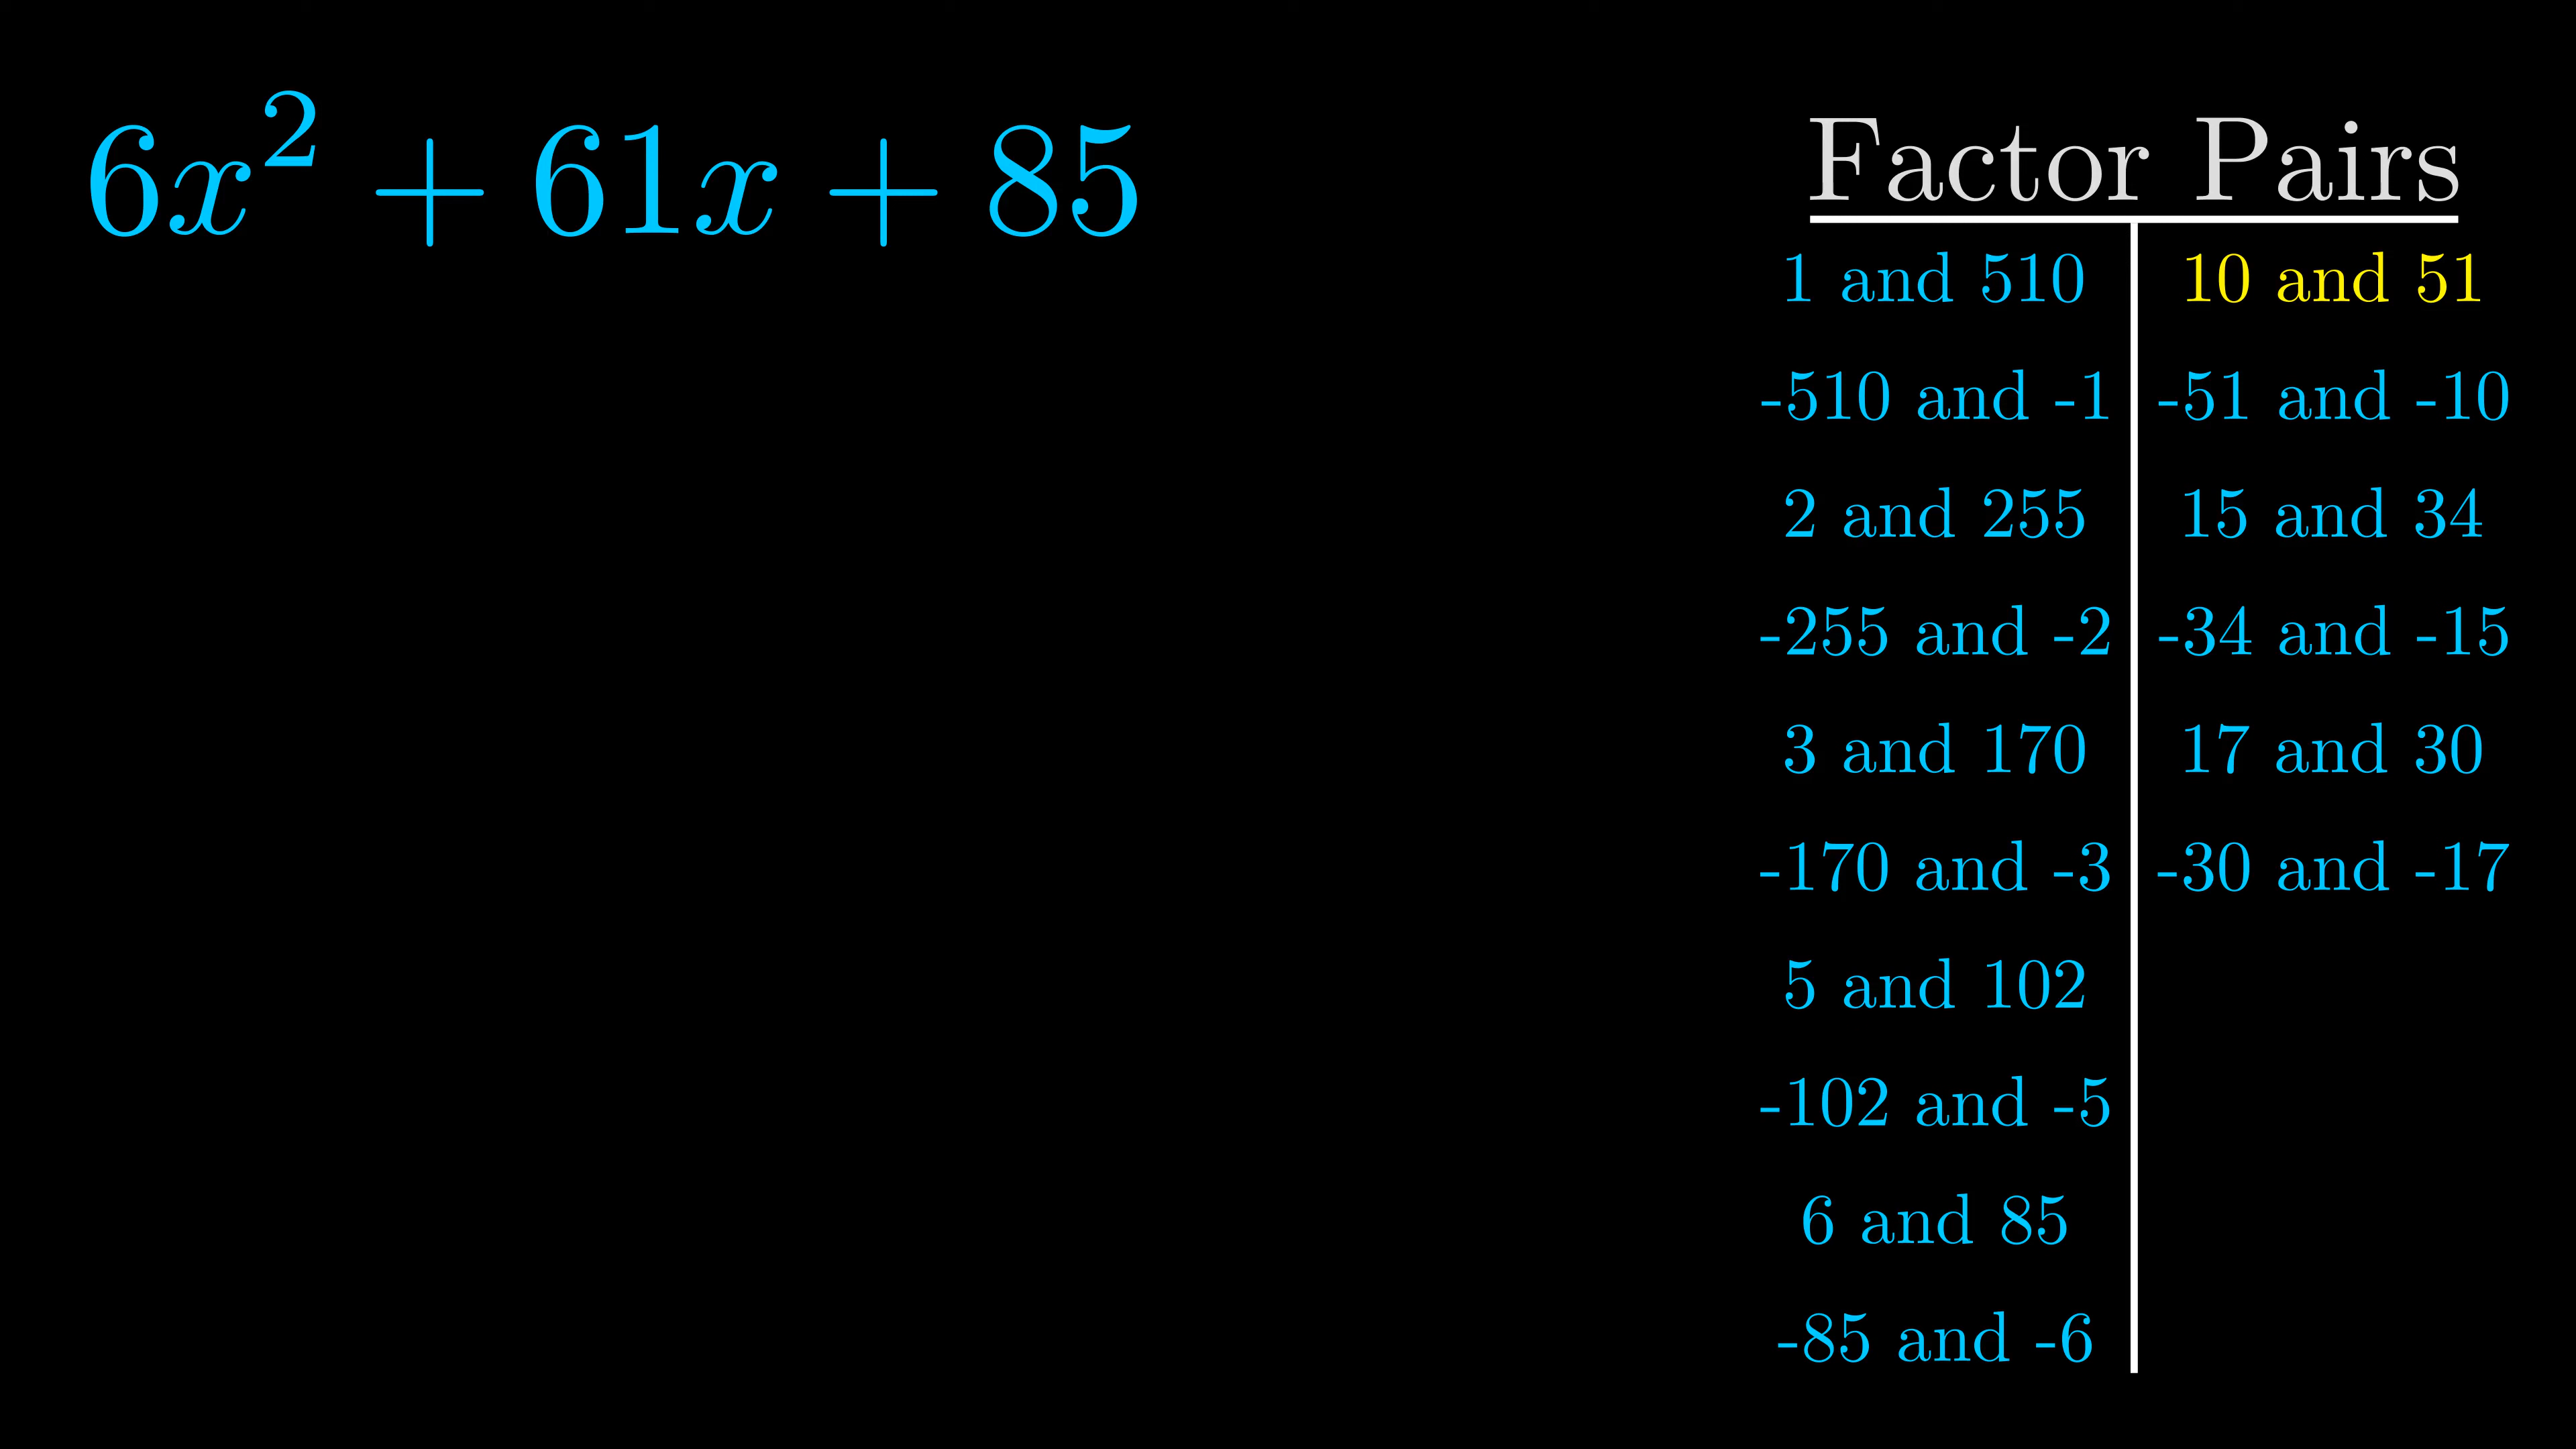 6x² + 61x + 85
Factor Pairs
1 and 510
10 and 51
-510 and -1
-51 and -10
2 and 255
15 and 34
-255 and -2
-34 and -15
3 and 170
17 and 30
-170 and -3
-30 and -17
5 and 102
-102 and -5
6 and 85
-85 and -6